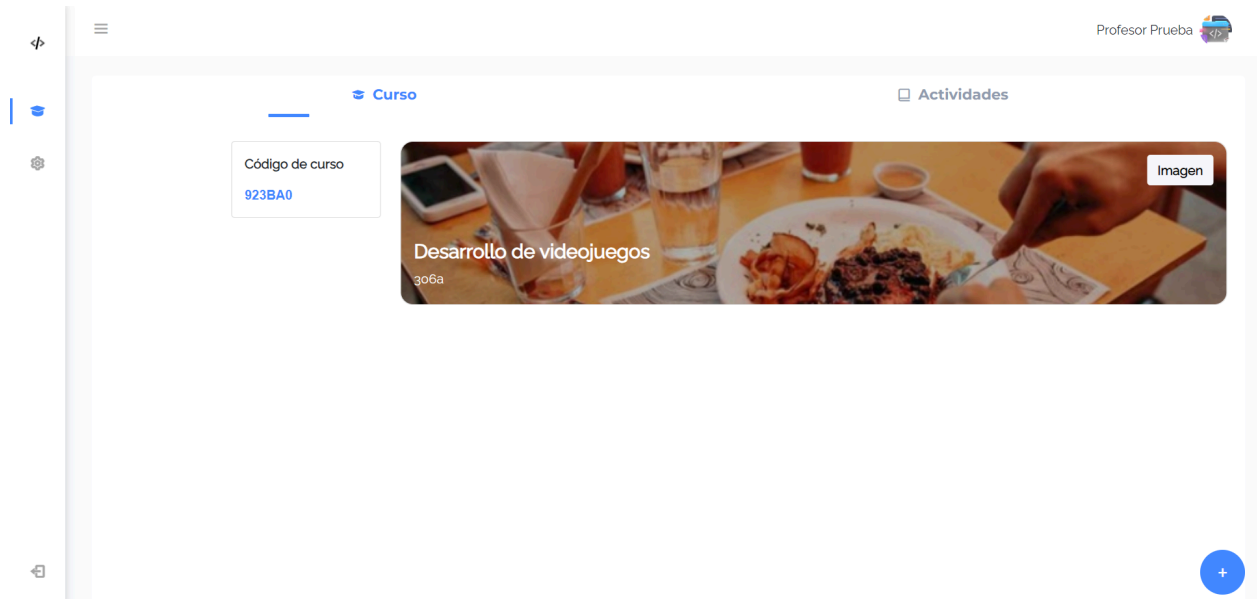 Profesor Prueba
Curso
Actividades
Código de curso
923BA0
Imagen
Desarrollo de videojuegos
306a
+